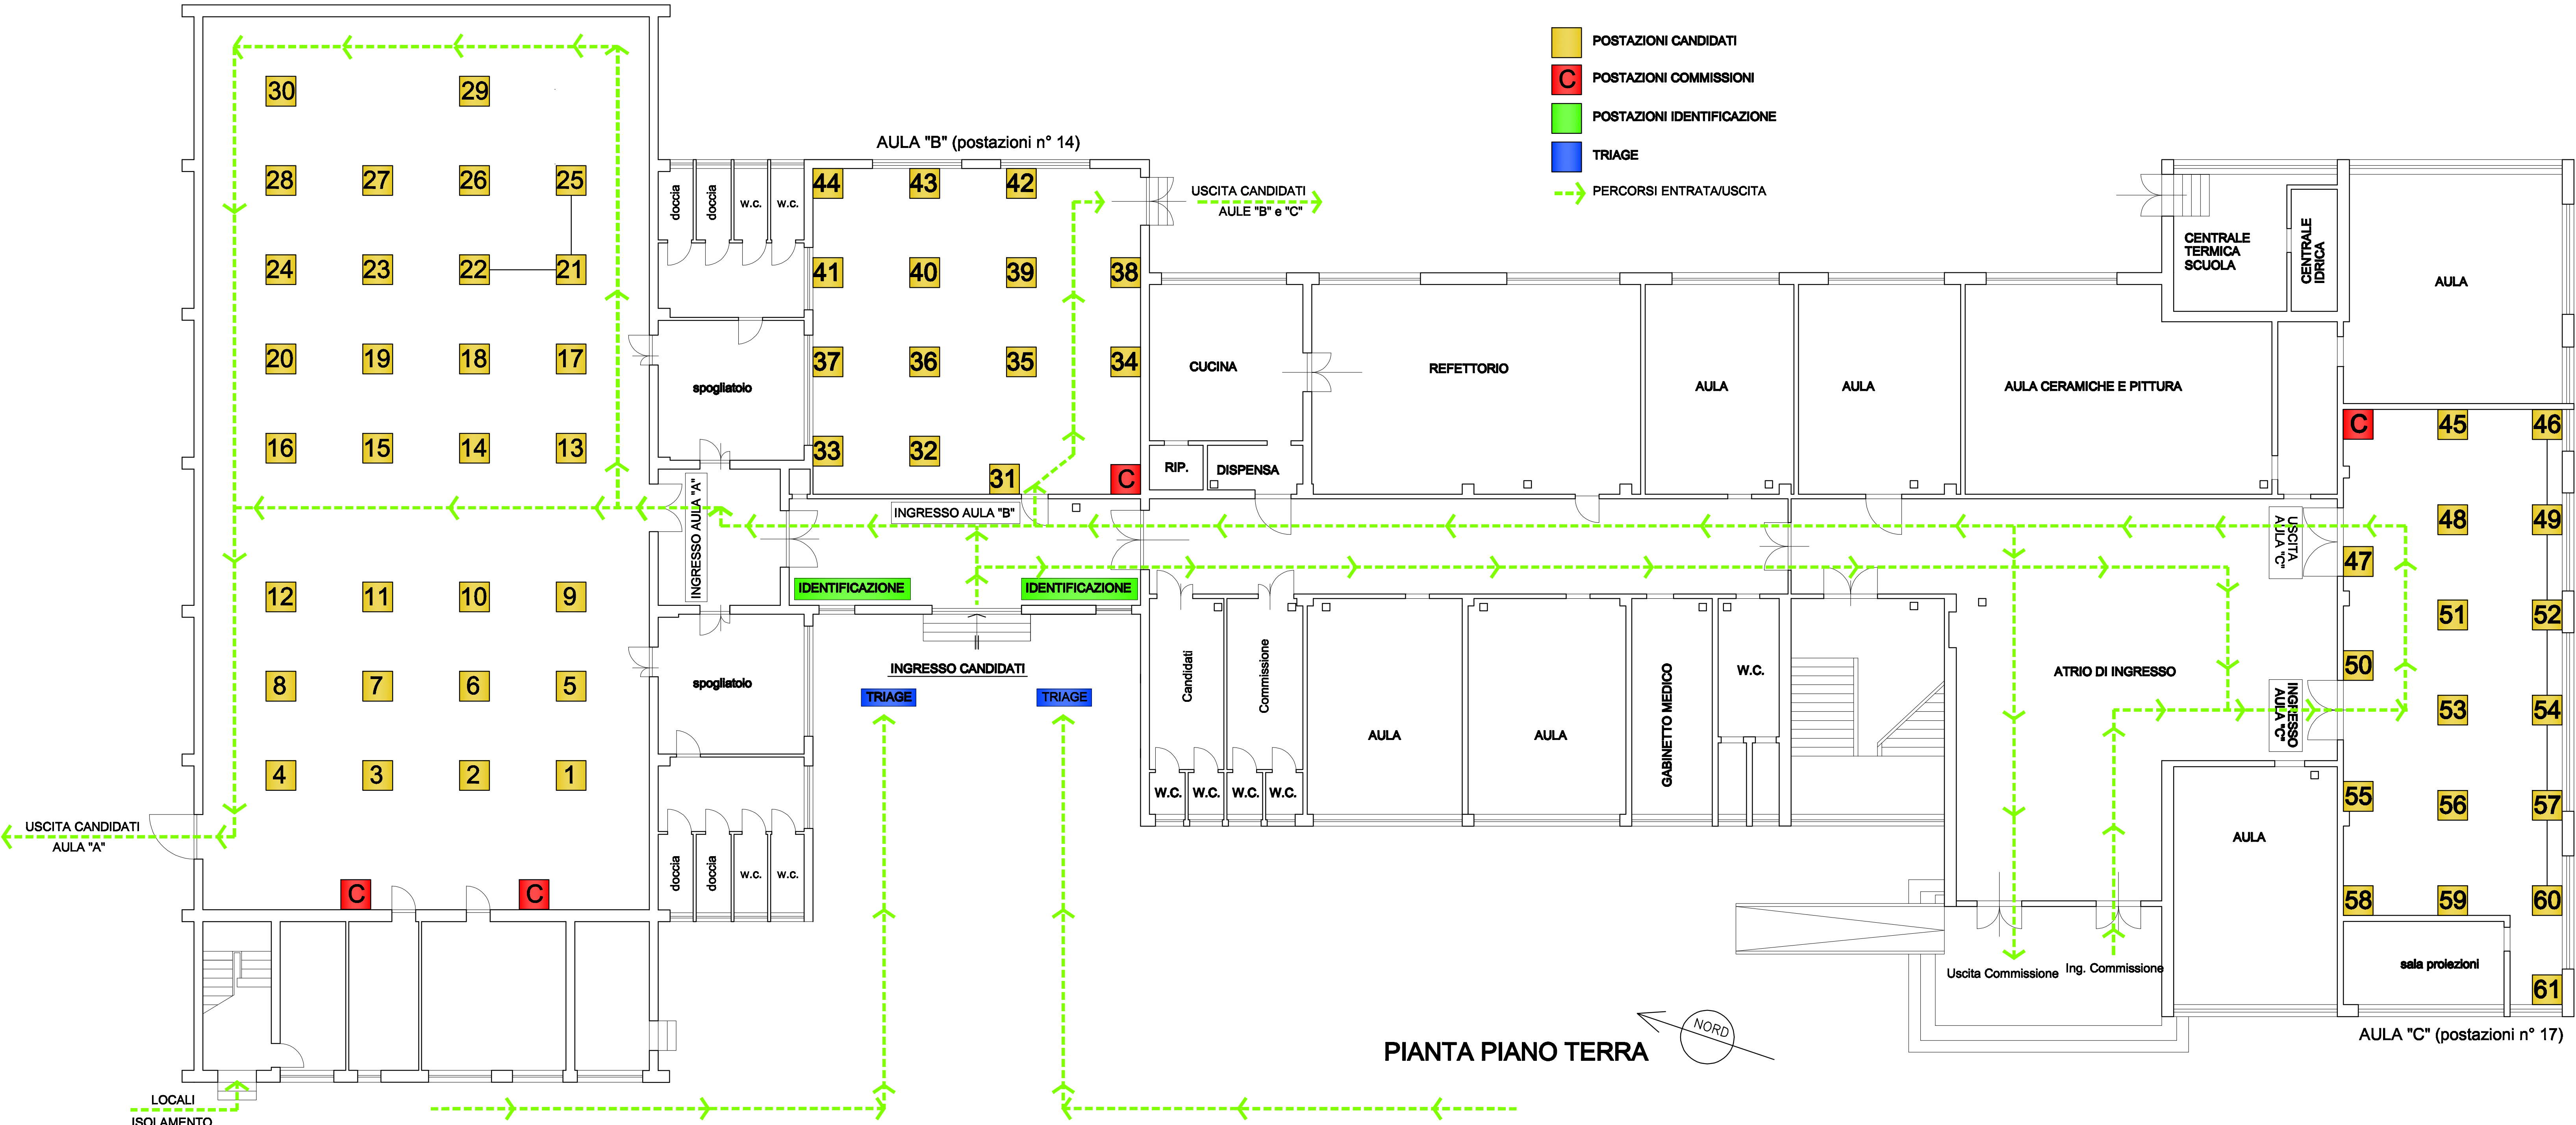 POSTAZIONI CANDIDATI
C POSTAZIONI COMMISSIONI
POSTAZIONI IDENTIFICAZIONE
TRIAGE
PERCORSI ENTRATA/USCITA
30 29
28 27 26 25
24 23 22 21
20 19 18 17
16 15 14 13
12 11 10 9
8 7 6 5
4 3 2 1
C C
USCITA CANDIDATI
AULA "A"
LOCALI
ISOLAMENTO
doccia doccia w.c. w.c.
spogliatoio
INGRESSO AULA "A"
spogliatoio
doccia doccia w.c. w.c.
AULA "B" (postazioni n° 14)
44 43 42
41 40 39 38
37 36 35 34
33 32 31 C
USCITA CANDIDATI
AULE "B" e "C"
INGRESSO AULA "B"
IDENTIFICAZIONE IDENTIFICAZIONE
INGRESSO CANDIDATI
TRIAGE TRIAGE
CUCINA
RIP.
DISPENSA
REFETTORIO
AULA
AULA
AULA CERAMICHE E PITTURA
CENTRALE
TERMICA
SCUOLA
CENTRALE
IDRICA
AULA
Candidati
Commissione
W.C. W.C. W.C. W.C.
AULA
AULA
GABINETTO MEDICO
W.C.
ATRIO DI INGRESSO
USCITA
AULA "C"
INGRESSO
AULA "C"
AULA
Uscita Commissione
Ing. Commissione
C 45 46
48 49
47
51 52
50
53 54
55 56 57
58 59 60
sala proiezioni
61
AULA "C" (postazioni n° 17)
NORD
PIANTA PIANO TERRA